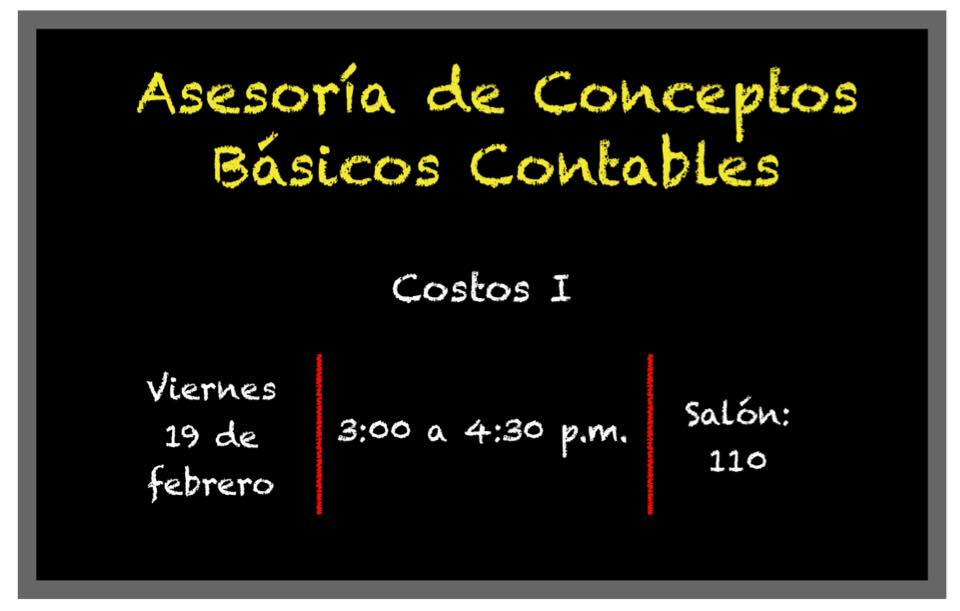 Asesoría de Conceptos
Básicos Contables
Costos I
Viernes
19 de
febrero
3:00 a 4:30 p.m.
Salón:
110